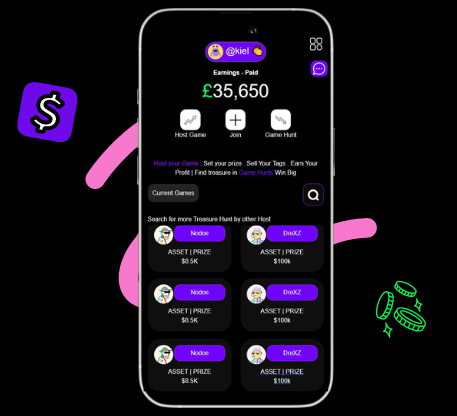 @kiel
Earnings - Paid
£35,650
Host Game
Join
Game Hunt
Host your Game . Set your prize . Sell Your Tags . Earn Your
Profit | Find treasure in Game Hunts Win Big
Current Games
Search for more Treasure Hunt by other Host
Nodoe
DreXZ
ASSET | PRIZE
$8.5K
ASSET | PRIZE
$100k
Nodoe
DreXZ
ASSET | PRIZE
$8.5K
ASSET | PRIZE
$100k
Nodoe
DreXZ
ASSET | PRIZE
$8.5K
ASSET | PRIZE
$100k
$